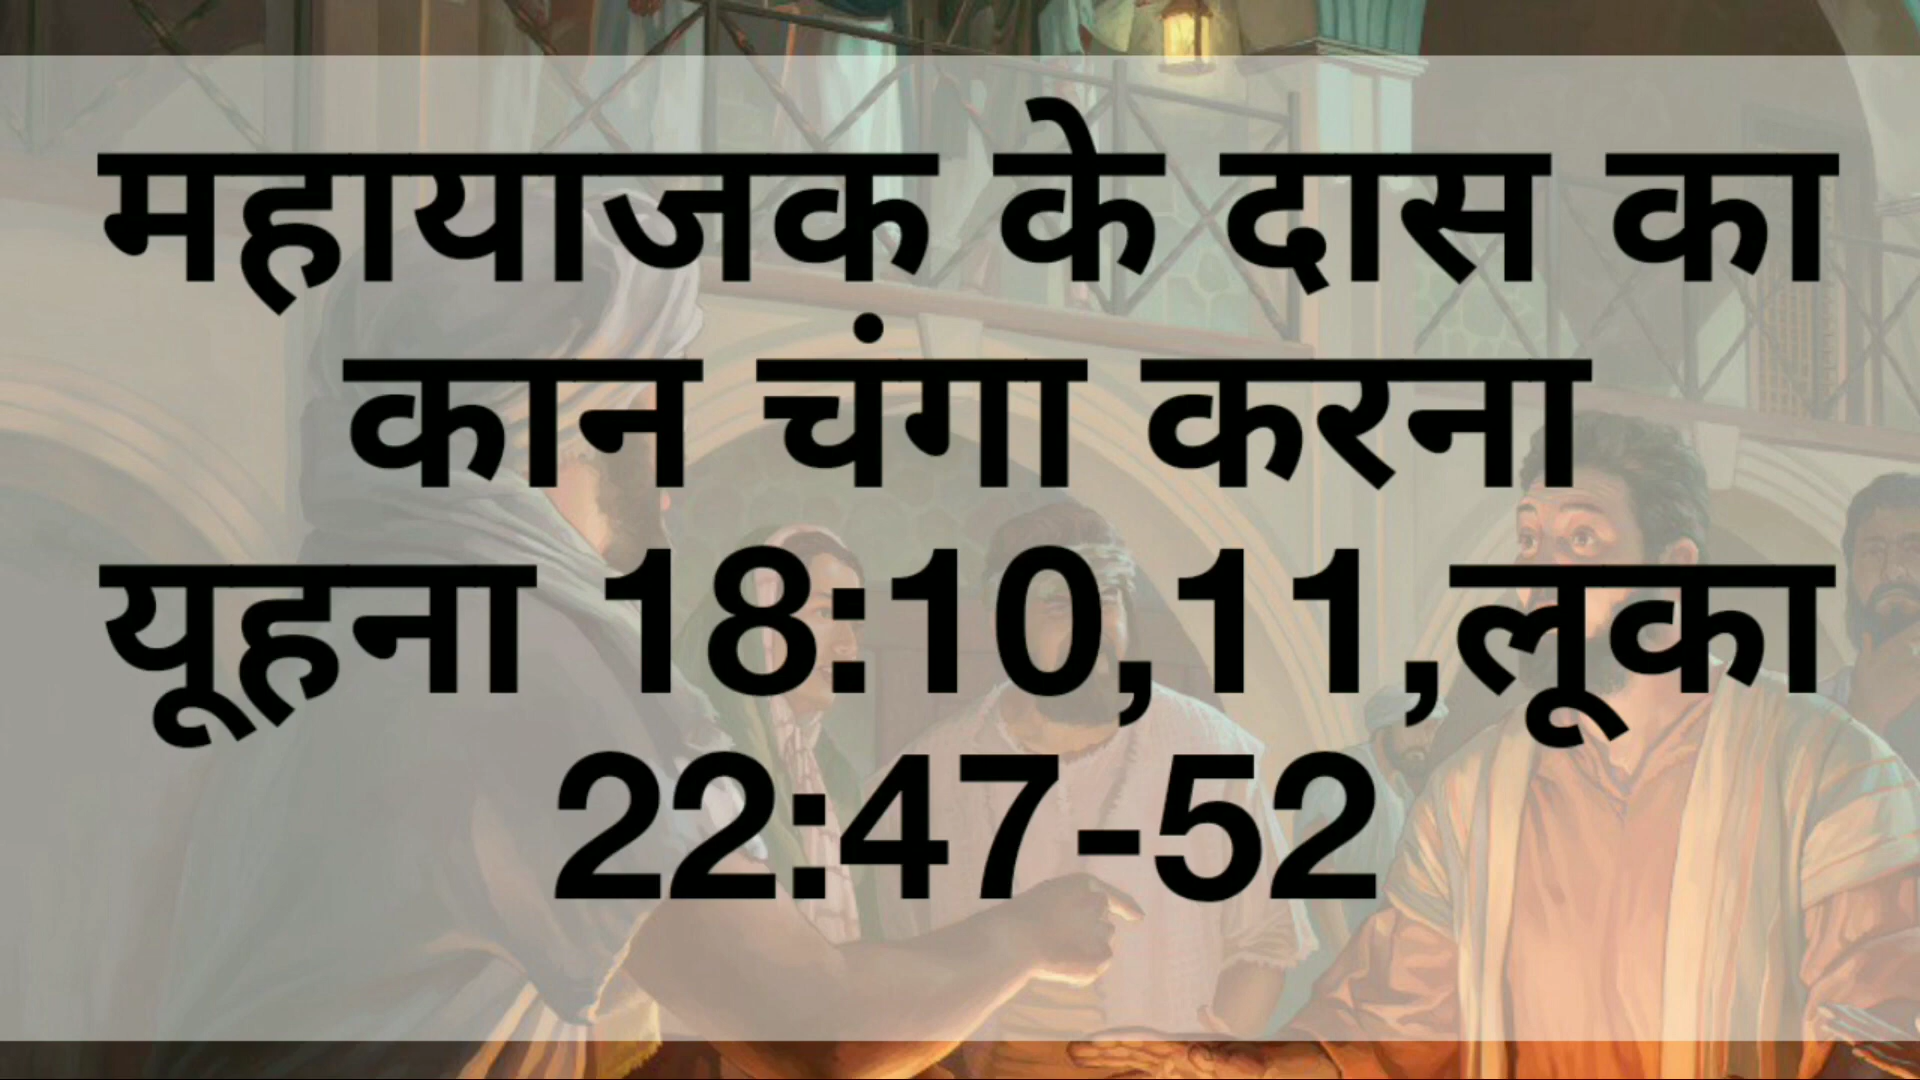 महायाजक के दास का
कान चंगा करना
यूहना 18:10,11,लूका
22:47-52